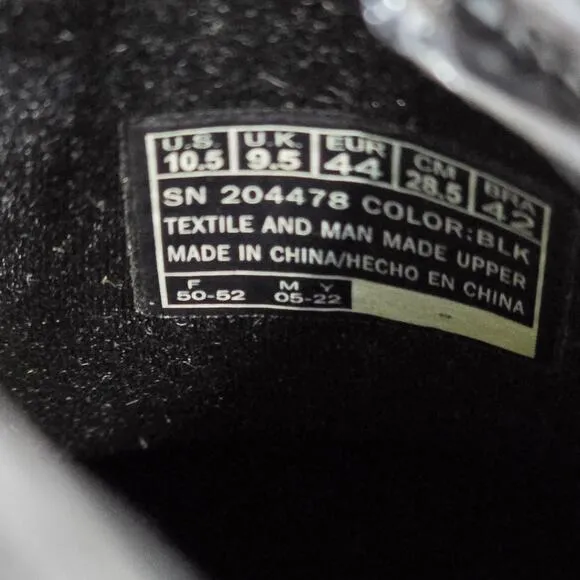 U.S. U.K. EUR CM BRA
10.5 9.5 44 28.5 42
SN 204478 COLOR:BLK
TEXTILE AND MAN MADE UPPER
MADE IN CHINA/HECHO EN CHINA
F M Y
50-52 05-22